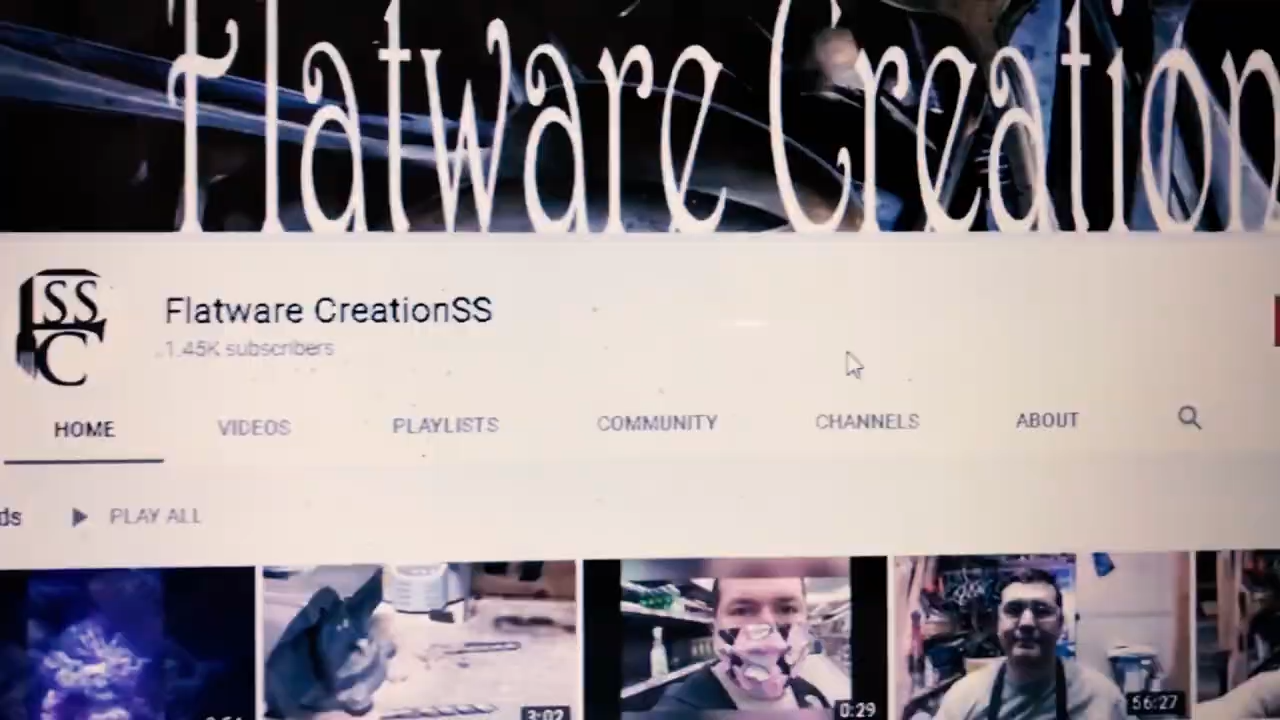 Flatware Creation
SS
C
Flatware CreationSS
1.45K subscribers
HOME VIDEOS PLAYLISTS COMMUNITY CHANNELS ABOUT
ds PLAY ALL
3:02 0:29 56:27